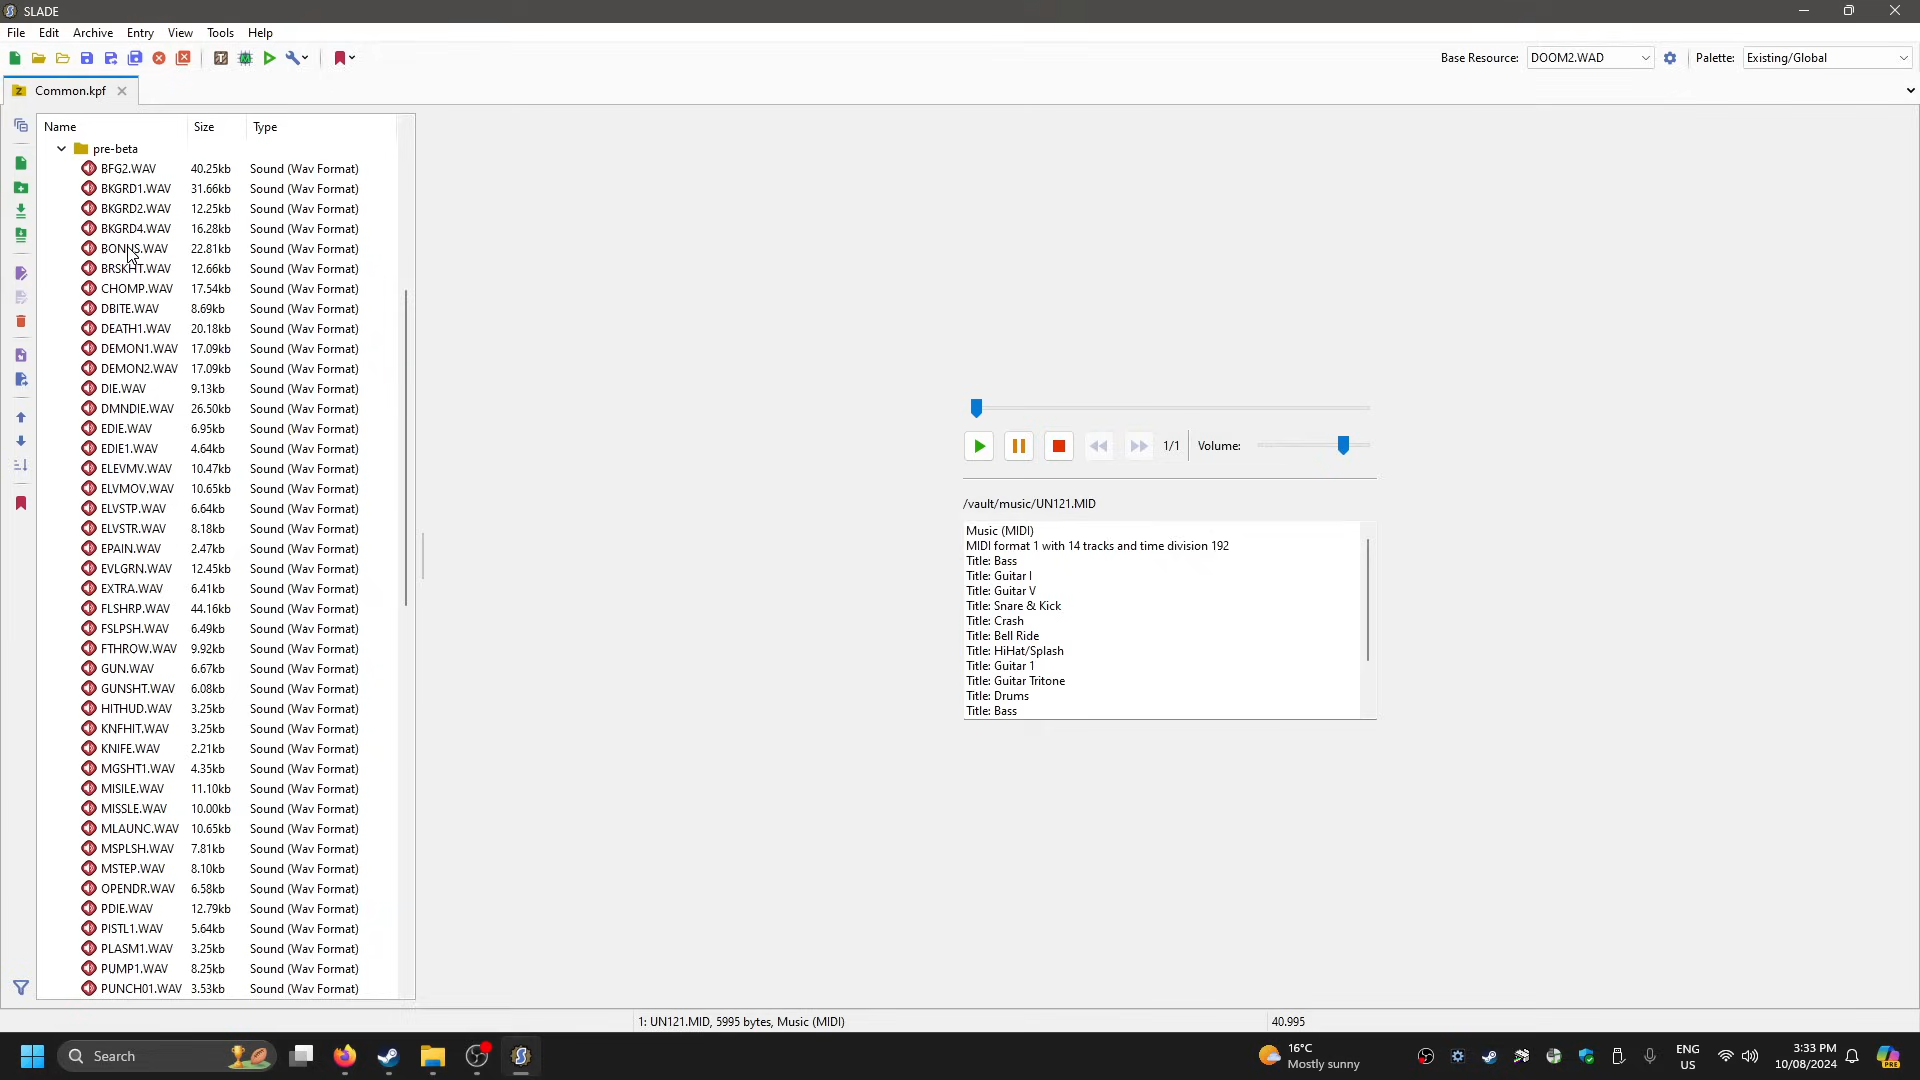 SLADE
File Edit Archive Entry View Tools Help
Base Resource: DOOM2.WAD Palette: Existing/Global
Common.kpf
Name Size Type
pre-beta
BFG2.WAV 40.25kb Sound (Wav Format)
BKGRD1.WAV 31.66kb Sound (Wav Format)
BKGRD2.WAV 12.25kb Sound (Wav Format)
BKGRD4.WAV 16.28kb Sound (Wav Format)
BONNS.WAV 22.81kb Sound (Wav Format)
BRSKHT.WAV 12.66kb Sound (Wav Format)
CHOMP.WAV 17.54kb Sound (Wav Format)
DBITE.WAV 8.69kb Sound (Wav Format)
DEATH1.WAV 20.18kb Sound (Wav Format)
DEMON1.WAV 17.09kb Sound (Wav Format)
DEMON2.WAV 17.09kb Sound (Wav Format)
DIE.WAV 9.13kb Sound (Wav Format)
DMNDIE.WAV 26.50kb Sound (Wav Format)
EDIE.WAV 6.95kb Sound (Wav Format)
EDIE1.WAV 4.64kb Sound (Wav Format)
ELEVMV.WAV 10.47kb Sound (Wav Format)
ELVMOV.WAV 10.65kb Sound (Wav Format)
ELVSTP.WAV 6.64kb Sound (Wav Format)
ELVSTR.WAV 8.18kb Sound (Wav Format)
EPAIN.WAV 2.47kb Sound (Wav Format)
EVLGRN.WAV 12.45kb Sound (Wav Format)
EXTRA.WAV 6.41kb Sound (Wav Format)
FLSHRP.WAV 44.16kb Sound (Wav Format)
FSLPSH.WAV 6.49kb Sound (Wav Format)
FTHROW.WAV 9.92kb Sound (Wav Format)
GUN.WAV 6.67kb Sound (Wav Format)
GUNSHT.WAV 6.08kb Sound (Wav Format)
HITHUD.WAV 3.25kb Sound (Wav Format)
KNFHIT.WAV 3.25kb Sound (Wav Format)
KNIFE.WAV 2.21kb Sound (Wav Format)
MGSHT1.WAV 4.35kb Sound (Wav Format)
MISILE.WAV 11.10kb Sound (Wav Format)
MISSLE.WAV 10.00kb Sound (Wav Format)
MLAUNC.WAV 10.65kb Sound (Wav Format)
MSPLSH.WAV 7.81kb Sound (Wav Format)
MSTEP.WAV 8.10kb Sound (Wav Format)
OPENDR.WAV 6.58kb Sound (Wav Format)
PDIE.WAV 12.79kb Sound (Wav Format)
PISTL1.WAV 5.64kb Sound (Wav Format)
PLASM1.WAV 3.25kb Sound (Wav Format)
PUMP1.WAV 8.25kb Sound (Wav Format)
PUNCH01.WAV 3.53kb Sound (Wav Format)
1/1 Volume:
/vault/music/UN121.MID
Music (MIDI)
MIDI format 1 with 14 tracks and time division 192
Title: Bass
Title: Guitar I
Title: Guitar V
Title: Snare & Kick
Title: Crash
Title: Bell Ride
Title: HiHat/Splash
Title: Guitar 1
Title: Guitar Tritone
Title: Drums
Title: Bass
1: UN121.MID, 5995 bytes, Music (MIDI) 40.995
Search
16°C
Mostly sunny
ENG
US
3:33 PM
10/08/2024
PRE